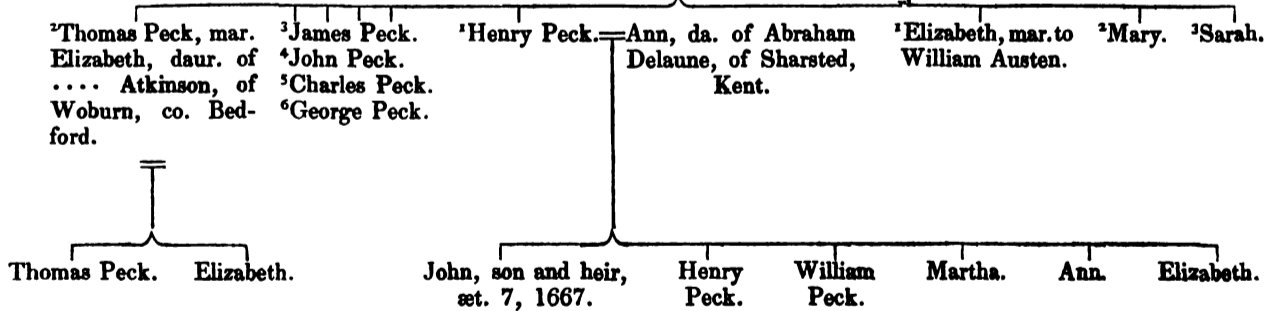 ²Thomas Peck, mar.
Elizabeth, daur. of
.... Atkinson, of
Woburn, co. Bed-
ford.
³James Peck.
⁴John Peck.
⁵Charles Peck.
⁶George Peck.
¹Henry Peck.=Ann, da. of Abraham
Delaune, of Sharsted,
Kent.
¹Elizabeth, mar. to
William Austen.
²Mary.
³Sarah.
Thomas Peck.
Elizabeth.
John, son and heir,
æt. 7, 1667.
Henry
Peck.
William
Peck.
Martha.
Ann.
Elizabeth.